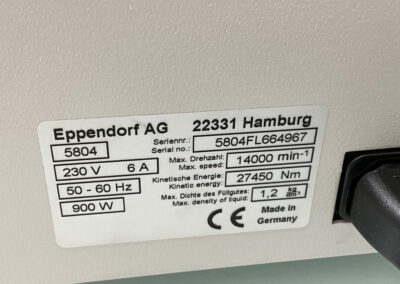 Eppendorf AG 22331 Hamburg
5804 Seriennr.: Serial no.: 5804FL664967
230 V 6 A Max. Drehzahl: Max. speed: 14000 min-1
50 - 60 Hz Kinetische Energie: Kinetic energy: 27450 Nm
900 W Max. Dichte des Füllgutes: Max. density of liquid: 1,2 kg/dm³
CE Made in
Germany